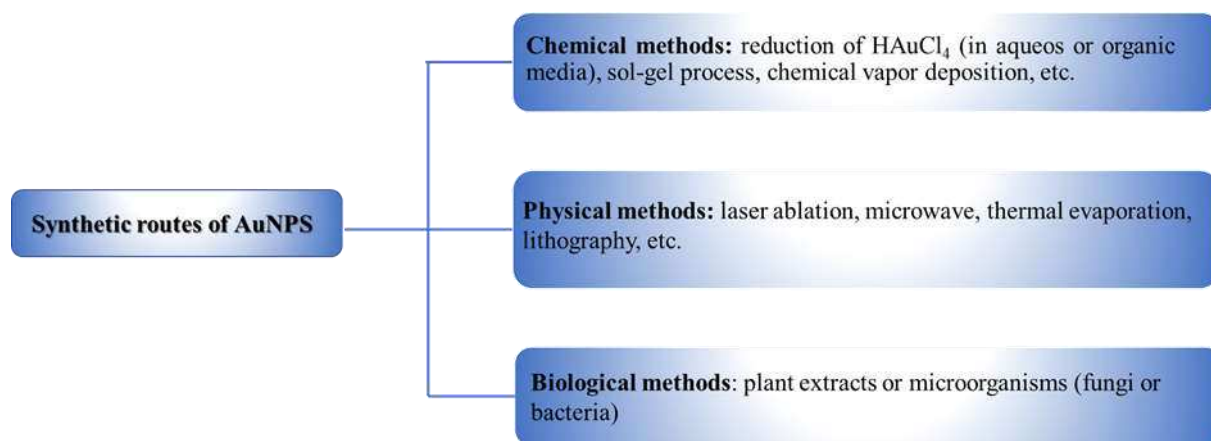 Chemical methods: reduction of HAuCl₄ (in aqueos or organic
media), sol-gel process, chemical vapor deposition, etc.
Synthetic routes of AuNPS
Physical methods: laser ablation, microwave, thermal evaporation,
lithography, etc.
Biological methods: plant extracts or microorganisms (fungi or
bacteria)